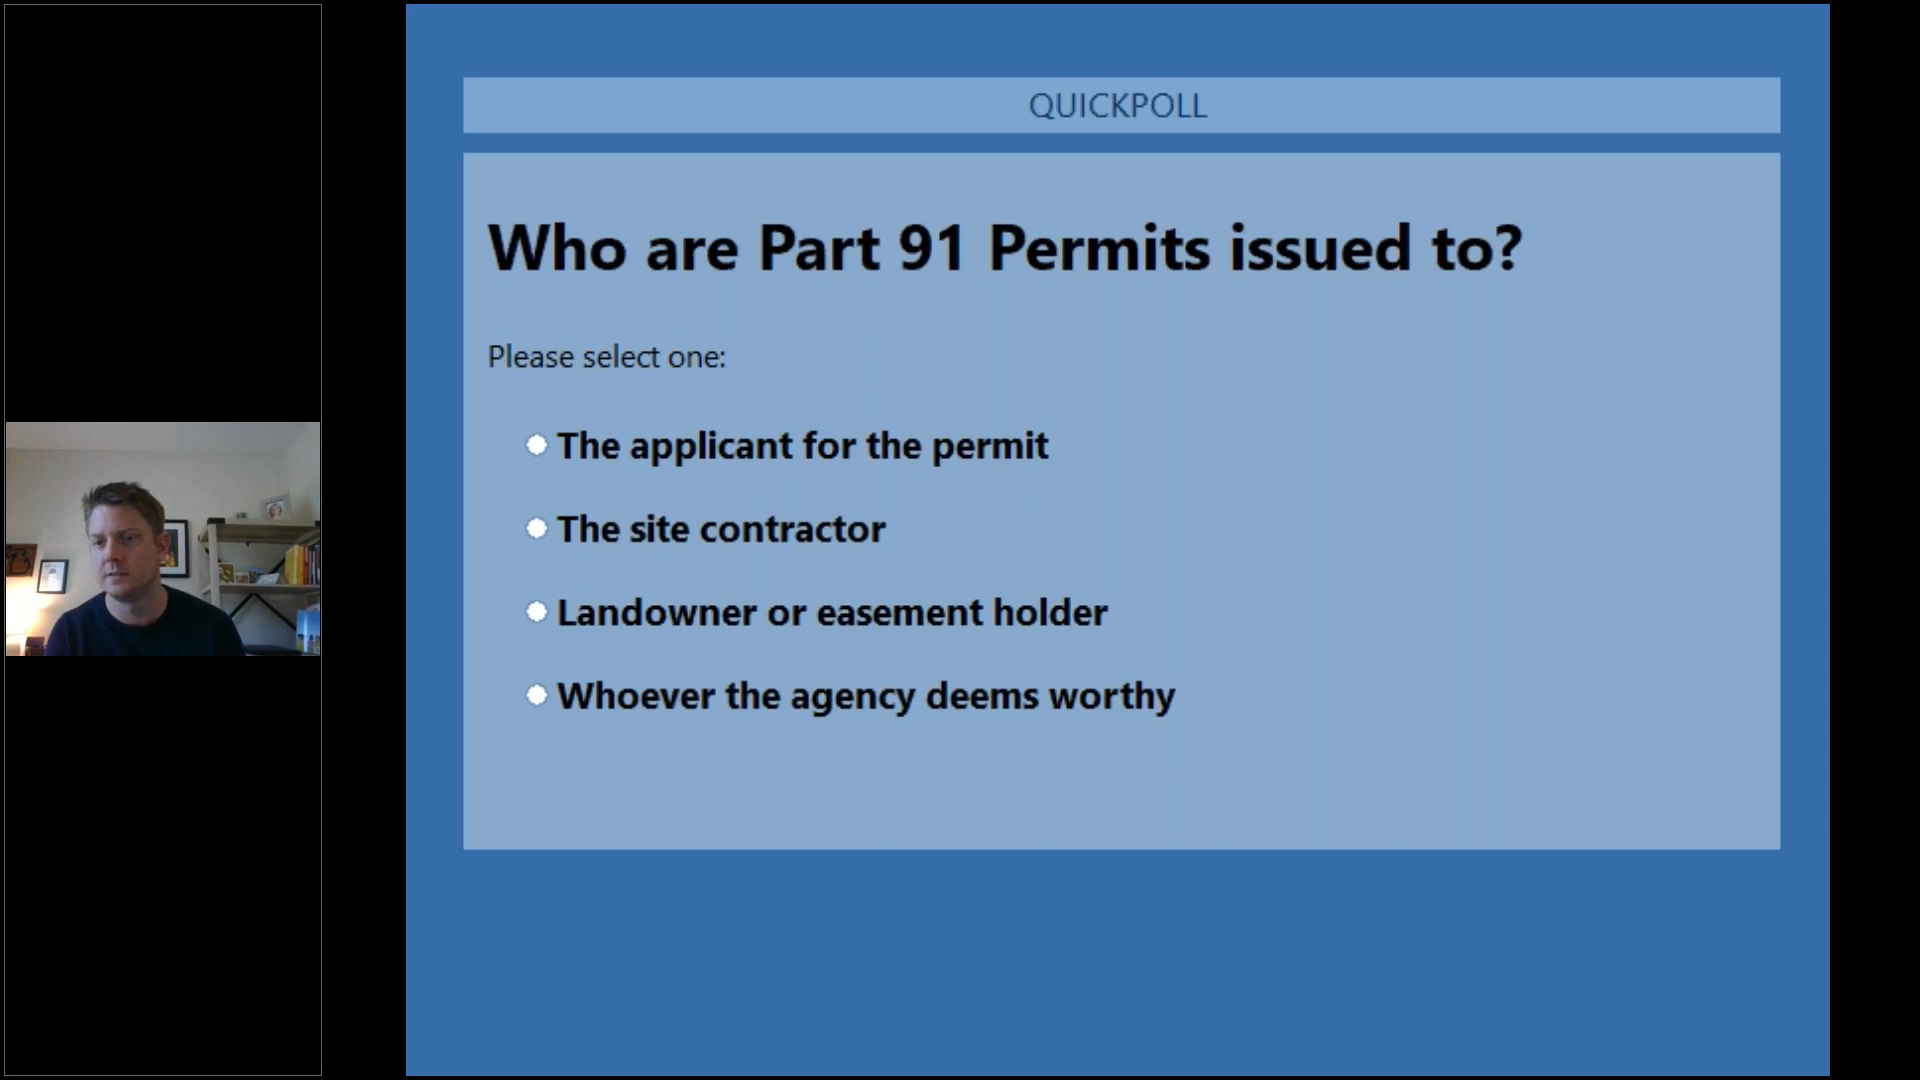 QUICKPOLL
Who are Part 91 Permits issued to?
Please select one:
The applicant for the permit
The site contractor
Landowner or easement holder
Whoever the agency deems worthy